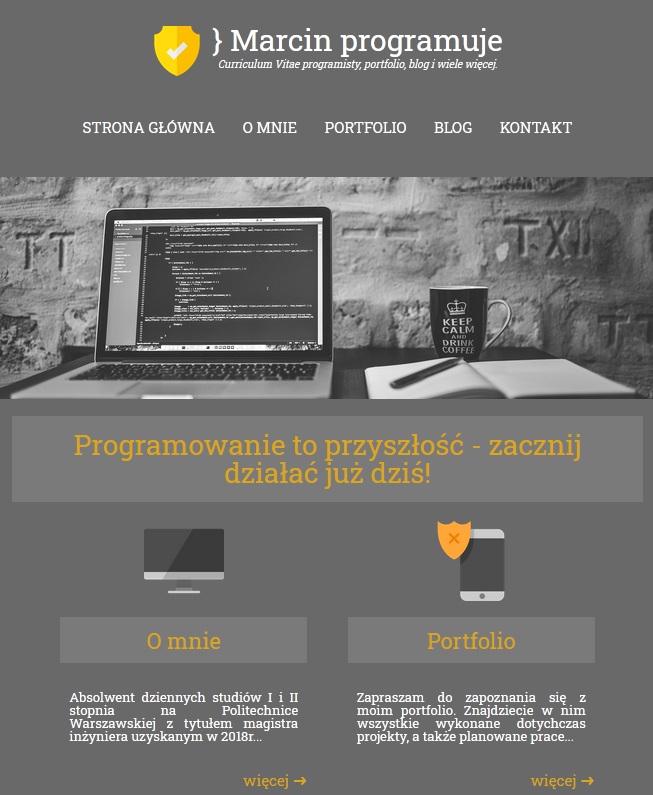 } Marcin programuje
Curriculum Vitae programisty, portfolio, blog i wiele więcej.
STRONA GŁÓWNA O MNIE PORTFOLIO BLOG KONTAKT
TT TXII
KEEP
CALM
AND
DRINK
COFFEE
Programowanie to przyszłość - zacznij
działać już dziś!
O mnie
Absolwent dziennych studiów I i II
stopnia na Politechnice
Warszawskiej z tytułem magistra
inżyniera uzyskanym w 2018r...
więcej →
Portfolio
Zapraszam do zapoznania się z
moim portfolio. Znajdziecie w nim
wszystkie wykonane dotychczas
projekty, a także planowane prace...
więcej →